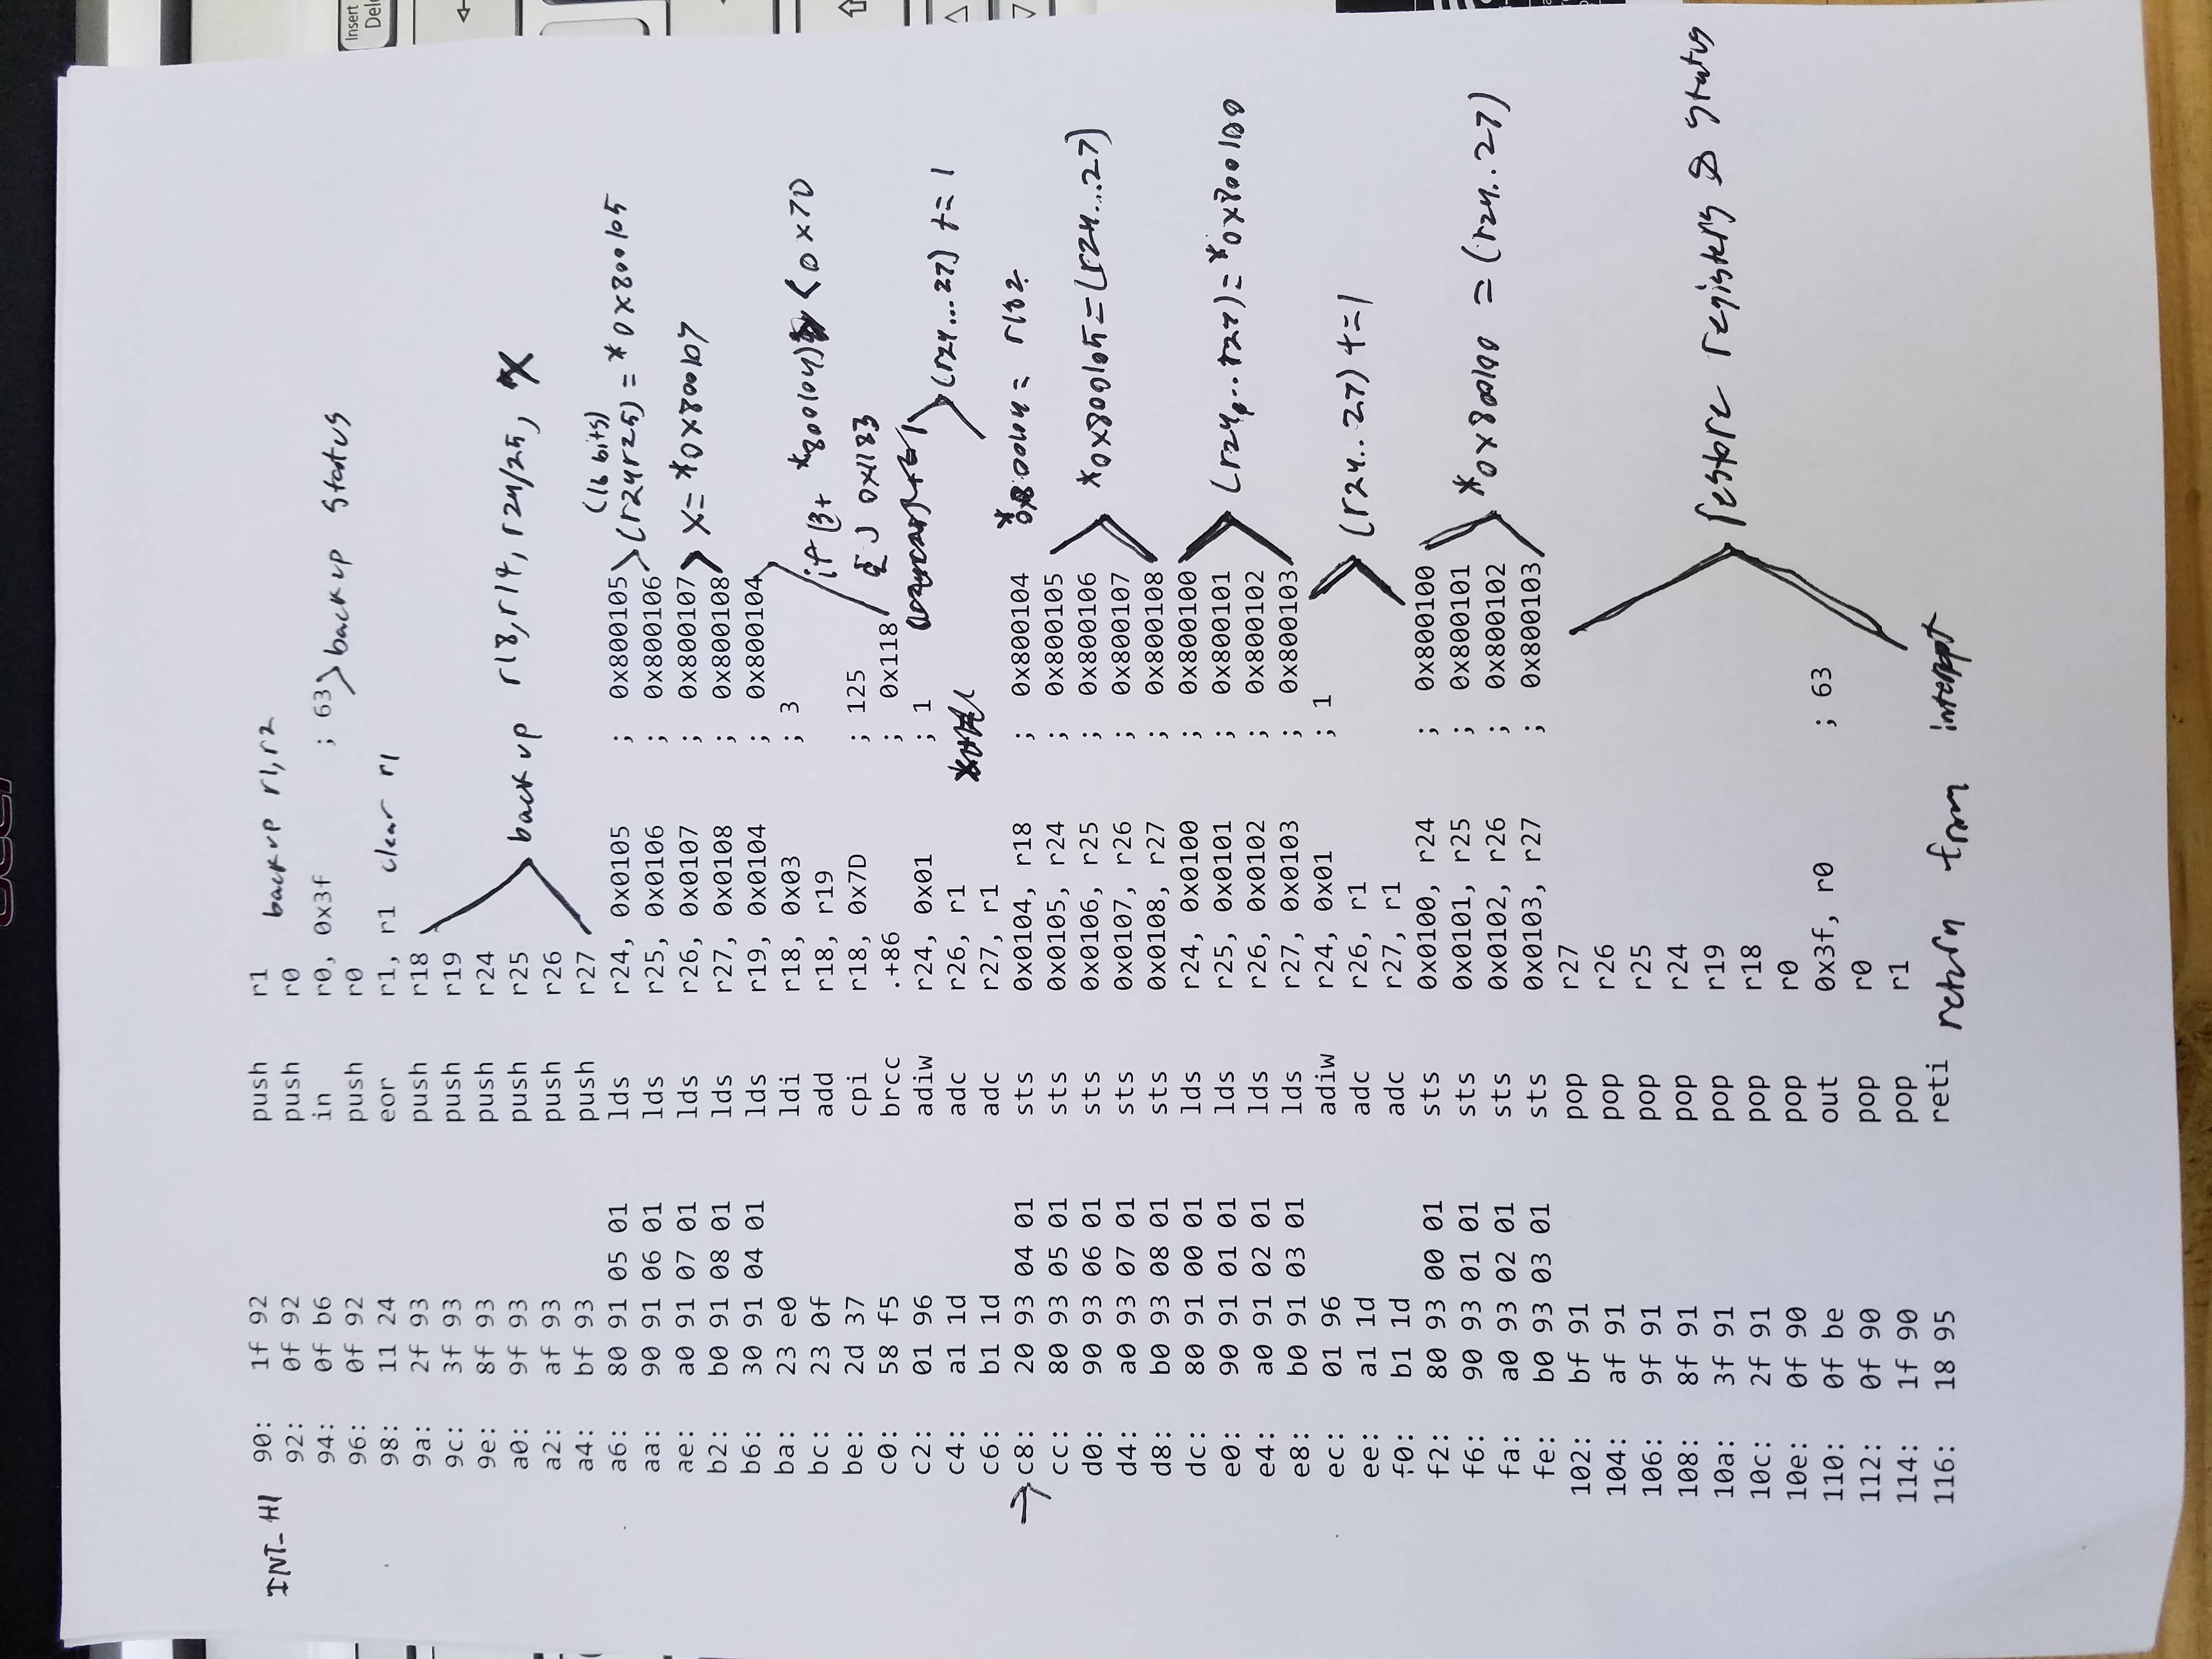 acer
INT_HI 90: 1f 92 push r1 backup r1,r2
92: 0f 92 push r0
94: 0f b6 in r0, 0x3f ; 63 backup status
96: 0f 92 push r0
98: 11 24 eor r1, r1 clear r1
9a: 2f 93 push r18
9c: 3f 93 push r19
9e: 8f 93 push r24
a0: 9f 93 push r25 backup r18,r19, r24/25, X
a2: af 93 push r26
a4: bf 93 push r27
(16 bits)
a6: 80 91 05 01 lds r24, 0x0105 ; 0x800105 (r24r25) = *0x800105
aa: 90 91 06 01 lds r25, 0x0106 ; 0x800106
ae: a0 91 07 01 lds r26, 0x0107 ; 0x800107 X= *0x800107
b2: b0 91 08 01 lds r27, 0x0108 ; 0x800108
b6: 30 91 04 01 lds r19, 0x0104 ; 0x800104
ba: 23 e0 ldi r18, 0x03 ; 3
bc: 23 0f add r18, r19 if (3+ *800104) < 0x7D
be: 2d 37 cpi r18, 0x7D ; 125
c0: 58 f5 brcc .+86 ; 0x118
c2: 01 96 adiw r24, 0x01 ; 1
c4: a1 1d adc r26, r1 (r24...27) += 1
c6: b1 1d adc r27, r1
→ c8: 20 93 04 01 sts 0x0104, r18 ; 0x800104
cc: 80 93 05 01 sts 0x0105, r24 ; 0x800105
d0: 90 93 06 01 sts 0x0106, r25 ; 0x800106 *0x800105=(r24...27)
d4: a0 93 07 01 sts 0x0107, r26 ; 0x800107
d8: b0 93 08 01 sts 0x0108, r27 ; 0x800108
dc: 80 91 00 01 lds r24, 0x0100 ; 0x800100
e0: 90 91 01 01 lds r25, 0x0101 ; 0x800101 (r24,..r27)= *0x800100
e4: a0 91 02 01 lds r26, 0x0102 ; 0x800102
e8: b0 91 03 01 lds r27, 0x0103 ; 0x800103
ec: 01 96 adiw r24, 0x01 ; 1
ee: a1 1d adc r26, r1 (r24..27) +=1
f0: b1 1d adc r27, r1
f2: 80 93 00 01 sts 0x0100, r24 ; 0x800100
f6: 90 93 01 01 sts 0x0101, r25 ; 0x800101 *0x800100 = (r24..27)
fa: a0 93 02 01 sts 0x0102, r26 ; 0x800102
fe: b0 93 03 01 sts 0x0103, r27 ; 0x800103
102: bf 91 pop r27
104: af 91 pop r26
106: 9f 91 pop r25
108: 8f 91 pop r24
10a: 3f 91 pop r19 restore registers & status
10c: 2f 91 pop r18
10e: 0f 90 pop r0
110: 0f be out 0x3f, r0 ; 63
112: 0f 90 pop r0
114: 1f 90 pop r1
116: 18 95 reti return from interrupt
Insert